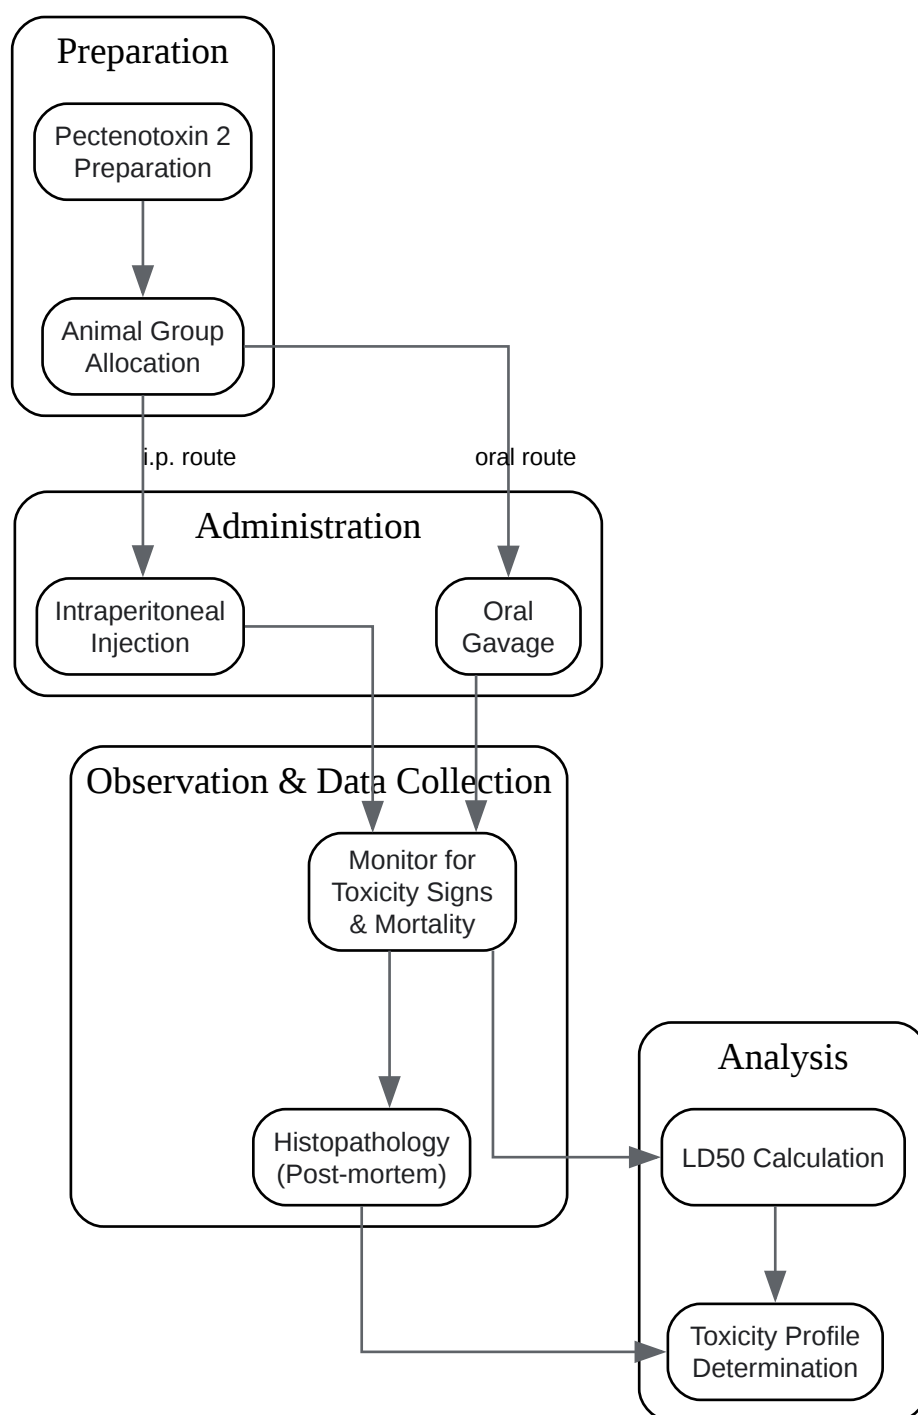 Preparation
Pectenotoxin 2
Preparation
Animal Group
Allocation
i.p. route
oral route
Administration
Intraperitoneal
Injection
Oral
Gavage
Observation & Data Collection
Monitor for
Toxicity Signs
& Mortality
Analysis
Histopathology
(Post-mortem)
LD50 Calculation
Toxicity Profile
Determination